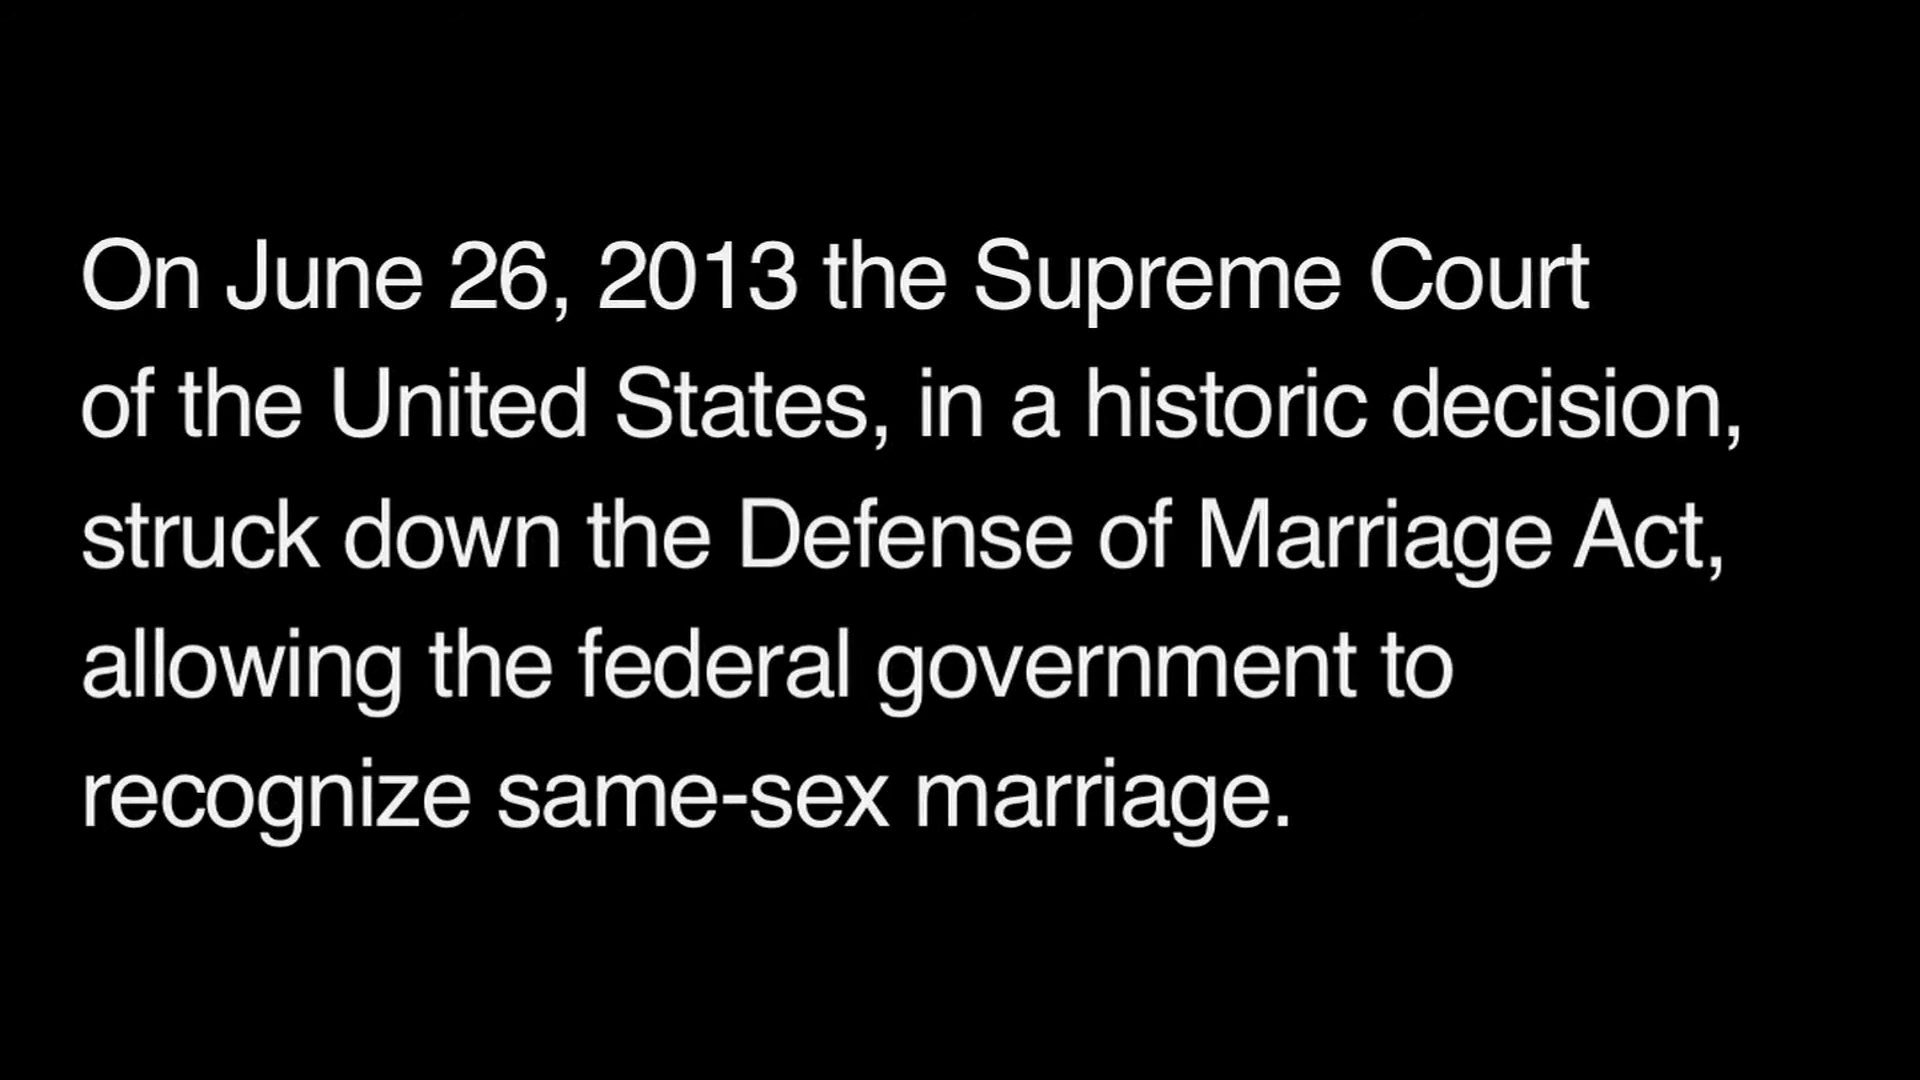 On June 26, 2013 the Supreme Court
of the United States, in a historic decision,
struck down the Defense of Marriage Act,
allowing the federal government to
recognize same-sex marriage.